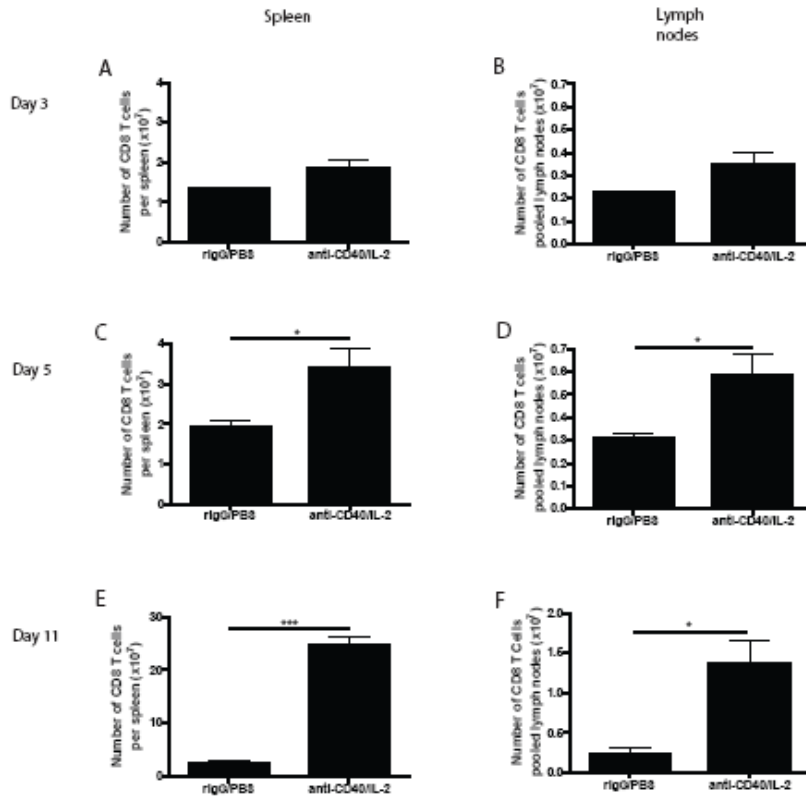 Spleen
Lymph
nodes
Day 3
A
Number of CD8 T cells
per spleen (x10⁷)
4
3
2
1
0
rIgG/PBS
anti-CD40/IL-2
B
Number of CD8 T cells
pooled lymph nodes (x10⁷)
0.7
0.6
0.5
0.4
0.3
0.2
0.1
0.0
rIgG/PBS
anti-CD40/IL-2
Day 5
C
Number of CD8 T cells
per spleen (x10⁷)
4
3
2
1
0
*
rIgG/PBS
anti-CD40/IL-2
D
Number of CD8 T cells
pooled lymph nodes (x10⁷)
0.7
0.6
0.5
0.4
0.3
0.2
0.1
0.0
*
rIgG/PBS
anti-CD40/IL-2
Day 11
E
Number of CD8 T cells
per spleen (x10⁷)
30
20
10
0
***
rIgG/PBS
anti-CD40/IL-2
F
Number of CD8 T Cells
pooled lymph nodes (x10⁷)
2.0
1.5
1.0
0.5
0.0
*
rIgG/PBS
anti-CD40/IL-2